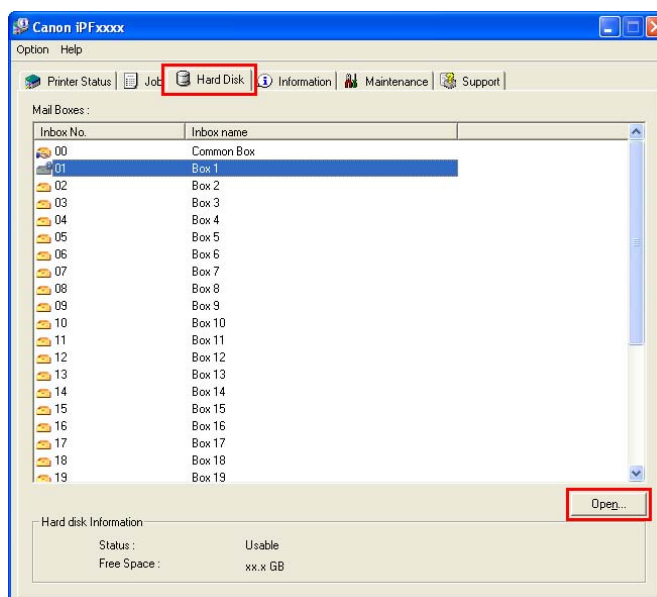 Canon iPFxxxx
Option Help
Printer Status Job Hard Disk Information Maintenance Support
Mail Boxes :
Inbox No. Inbox name
00 Common Box
01 Box 1
02 Box 2
03 Box 3
04 Box 4
05 Box 5
06 Box 6
07 Box 7
08 Box 8
09 Box 9
10 Box 10
11 Box 11
12 Box 12
13 Box 13
14 Box 14
15 Box 15
16 Box 16
17 Box 17
18 Box 18
19 Box 19
Open...
Hard disk Information
Status : Usable
Free Space : xx.x GB